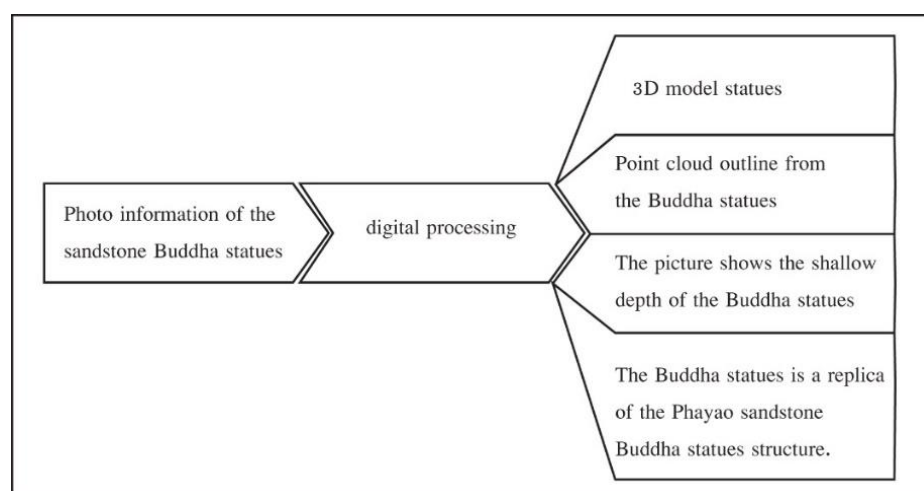 Photo information of the
sandstone Buddha statues
digital processing
3D model statues
Point cloud outline from
the Buddha statues
The picture shows the shallow
depth of the Buddha statues
The Buddha statues is a replica
of the Phayao sandstone
Buddha statues structure.